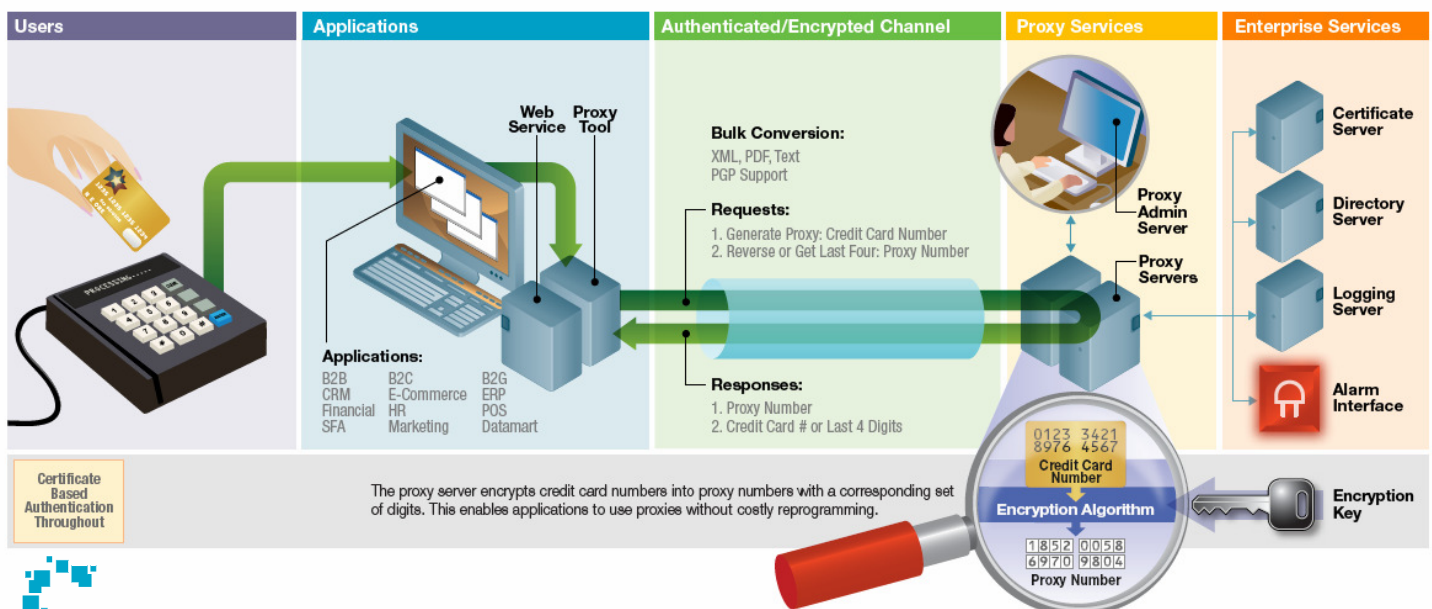 Users
Applications
Authenticated/Encrypted Channel
Proxy Services
Enterprise Services
PROCESSING.....
Web
Service
Proxy
Tool
Applications:
B2B B2C B2G
CRM E-Commerce ERP
Financial HR POS
SFA Marketing Datamart
Bulk Conversion:
XML, PDF, Text
PGP Support
Requests:
1. Generate Proxy: Credit Card Number
2. Reverse or Get Last Four: Proxy Number
Responses:
1. Proxy Number
2. Credit Card # or Last 4 Digits
Proxy
Admin
Server
Proxy
Servers
Certificate
Server
Directory
Server
Logging
Server
Alarm
Interface
Certificate
Based
Authentication
Throughout
The proxy server encrypts credit card numbers into proxy numbers with a corresponding set
of digits. This enables applications to use proxies without costly reprogramming.
0123 3421
8976 4567
Credit Card
Number
Encryption Algorithm
1852 0058
6970 9804
Proxy Number
Encryption
Key